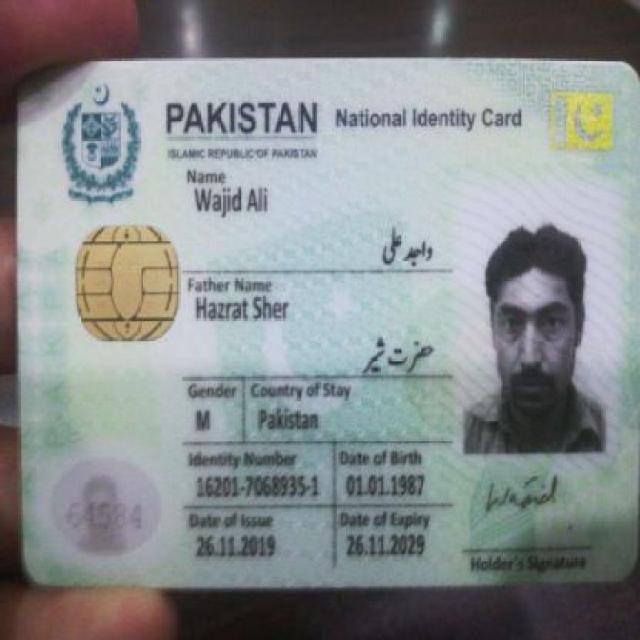 PAKISTAN National Identity Card
ISLAMIC REPUBLIC OF PAKISTAN
Name
Wajid Ali
واجد علی
Father Name
Hazrat Sher
حضرت شیر
Gender Country of Stay
M Pakistan
Identity Number Date of Birth
16201-7068935-1 01.01.1987
Date of Issue Date of Expiry
26.11.2019 26.11.2029
Holder's Signature